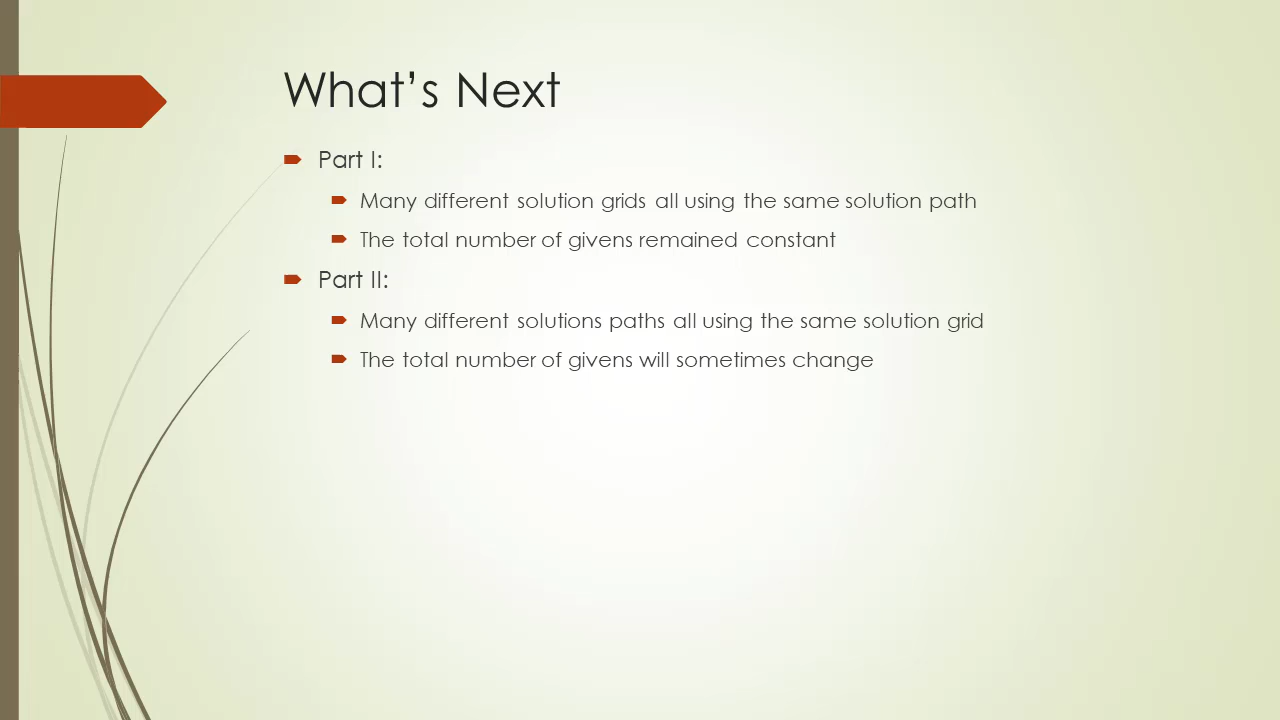 What’s Next
Part I:
Many different solution grids all using the same solution path
The total number of givens remained constant
Part II:
Many different solutions paths all using the same solution grid
The total number of givens will sometimes change